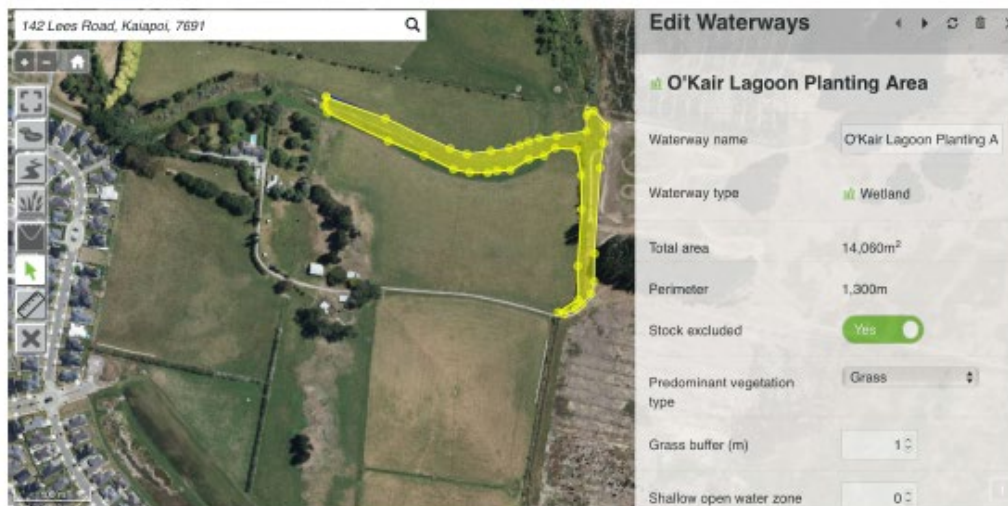 142 Lees Road, Kaiapoi, 7691
Edit Waterways
O'Kair Lagoon Planting Area
Waterway name
O'Kair Lagoon Planting A
Waterway type
Wetland
Total area
14,060m²
Perimeter
1,300m
Stock excluded
Yes
Predominant vegetation
type
Grass
Grass buffer (m)
1
Shallow open water zone
0